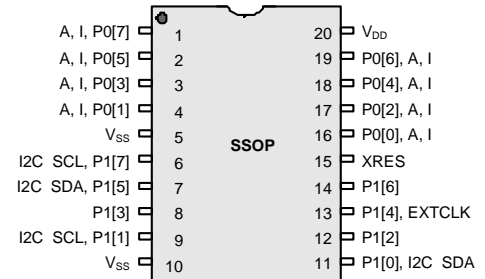 A, I, P0[7] 1 20 VDD
A, I, P0[5] 2 19 P0[6], A, I
A, I, P0[3] 3 18 P0[4], A, I
A, I, P0[1] 4 17 P0[2], A, I
VSS 5 SSOP 16 P0[0], A, I
I2C SCL, P1[7] 6 15 XRES
I2C SDA, P1[5] 7 14 P1[6]
P1[3] 8 13 P1[4], EXTCLK
I2C SCL, P1[1] 9 12 P1[2]
VSS 10 11 P1[0], I2C SDA